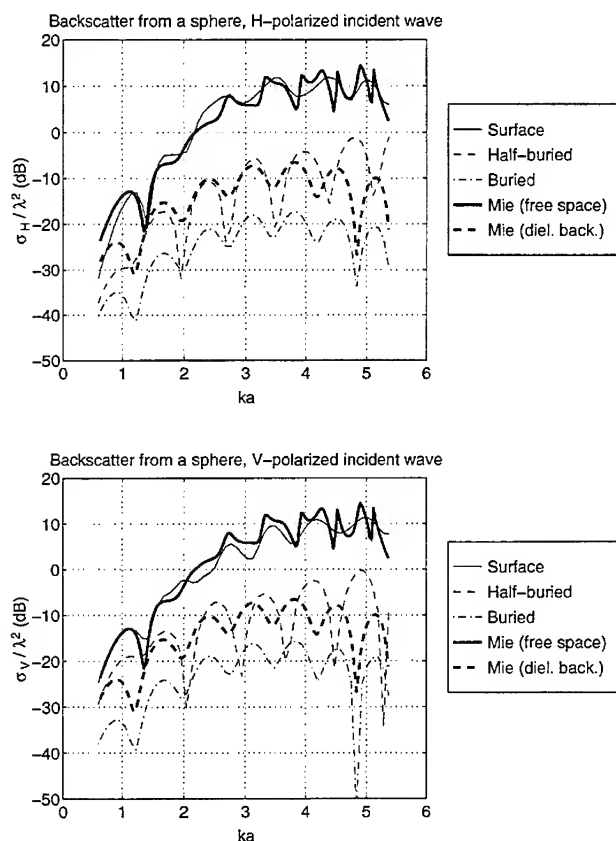 Backscatter from a sphere, H-polarized incident wave
20
10
0
-10
-20
-30
-40
-50
σH / λ² (dB)
0 1 2 3 4 5 6
ka
Surface
Half-buried
Buried
Mie (free space)
Mie (diel. back.)
Backscatter from a sphere, V-polarized incident wave
20
10
0
-10
-20
-30
-40
-50
σV / λ² (dB)
0 1 2 3 4 5 6
ka
Surface
Half-buried
Buried
Mie (free space)
Mie (diel. back.)